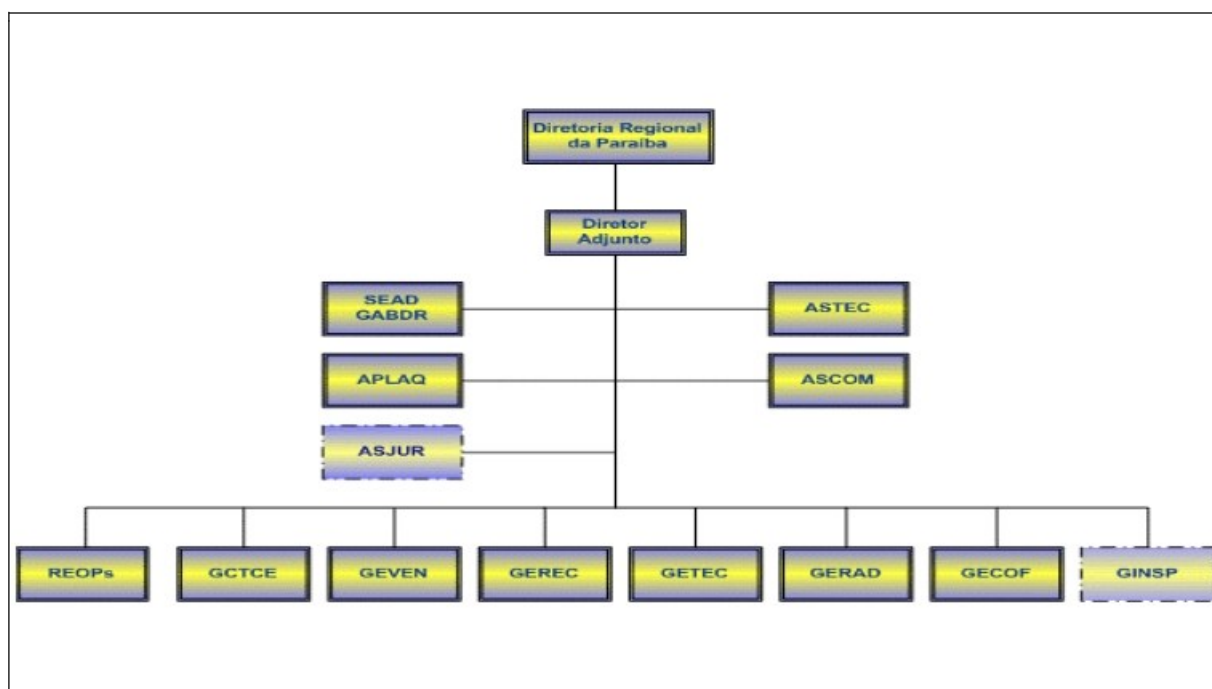 Diretoria Regional
da Paraíba
Diretor
Adjunto
SEAD
GABDR
ASTEC
APLAQ
ASCOM
ASJUR
REOPs
GCTCE
GEVEN
GEREC
GETEC
GERAD
GECOF
GINSP